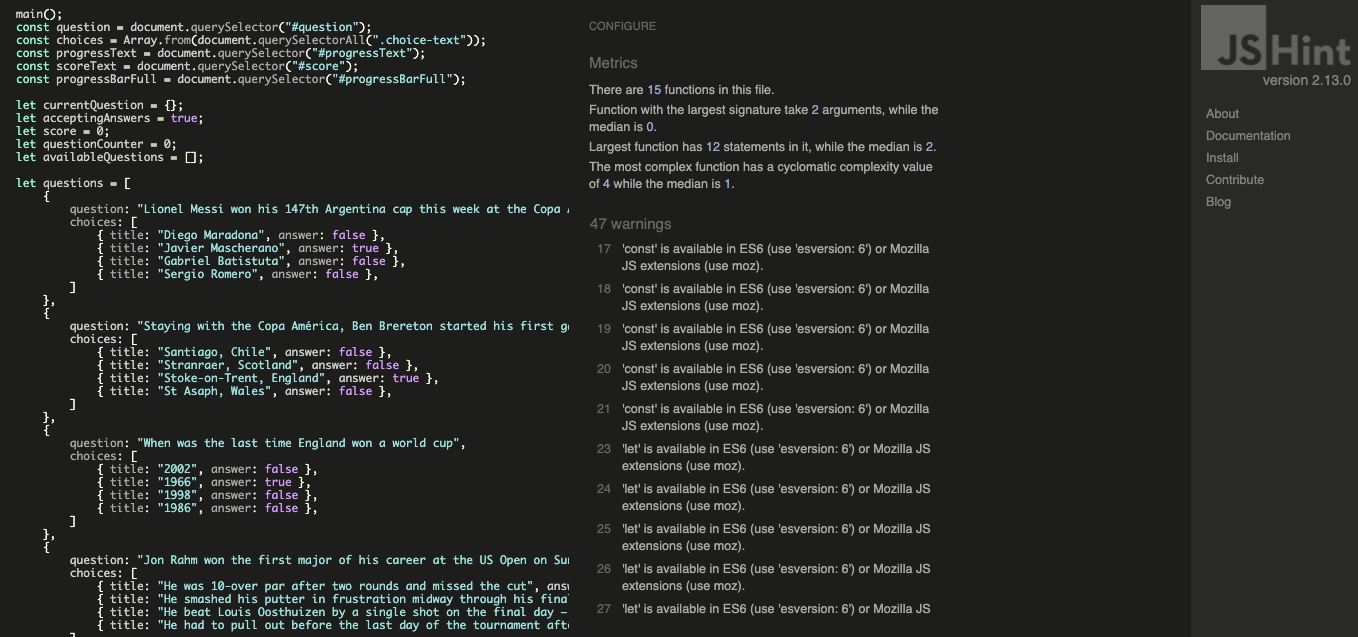 main();
const question = document.querySelector("#question");
const choices = Array.from(document.querySelectorAll(".choice-text"));
const progressText = document.querySelector("#progressText");
const scoreText = document.querySelector("#score");
const progressBarFull = document.querySelector("#progressBarFull");
let currentQuestion = {};
let acceptingAnswers = true;
let score = 0;
let questionCounter = 0;
let availableQuestions = [];
let questions = [
{
question: "Lionel Messi won his 147th Argentina cap this week at the Copa
choices: [
{ title: "Diego Maradona", answer: false },
{ title: "Javier Mascherano", answer: true },
{ title: "Gabriel Batistuta", answer: false },
{ title: "Sergio Romero", answer: false },
]
},
{
question: "Staying with the Copa América, Ben Brereton started his first
choices: [
{ title: "Santiago, Chile", answer: false },
{ title: "Stranraer, Scotland", answer: false },
{ title: "Stoke-on-Trent, England", answer: true },
{ title: "St Asaph, Wales", answer: false },
]
},
{
question: "When was the last time England won a world cup",
choices: [
{ title: "2002", answer: false },
{ title: "1966", answer: true },
{ title: "1998", answer: false },
{ title: "1986", answer: false },
]
},
{
question: "Jon Rahm won the first major of his career at the US Open on
choices: [
{ title: "He was 10-over par after two rounds and missed the cut",
{ title: "He smashed his putter in frustration midway through his
{ title: "He beat Louis Oosthuizen by a single shot on the final day –
{ title: "He had to pull out before the last day of the tournament
CONFIGURE
Metrics
There are 15 functions in this file.
Function with the largest signature take 2 arguments, while the
median is 0.
Largest function has 12 statements in it, while the median is 2.
The most complex function has a cyclomatic complexity value
of 4 while the median is 1.
47 warnings
17 'const' is available in ES6 (use 'esversion: 6') or Mozilla
JS extensions (use moz).
18 'const' is available in ES6 (use 'esversion: 6') or Mozilla
JS extensions (use moz).
19 'const' is available in ES6 (use 'esversion: 6') or Mozilla
JS extensions (use moz).
20 'const' is available in ES6 (use 'esversion: 6') or Mozilla
JS extensions (use moz).
21 'const' is available in ES6 (use 'esversion: 6') or Mozilla
JS extensions (use moz).
23 'let' is available in ES6 (use 'esversion: 6') or Mozilla JS
extensions (use moz).
24 'let' is available in ES6 (use 'esversion: 6') or Mozilla JS
extensions (use moz).
25 'let' is available in ES6 (use 'esversion: 6') or Mozilla JS
extensions (use moz).
26 'let' is available in ES6 (use 'esversion: 6') or Mozilla JS
extensions (use moz).
27 'let' is available in ES6 (use 'esversion: 6') or Mozilla JS
JSHint
version 2.13.0
About
Documentation
Install
Contribute
Blog